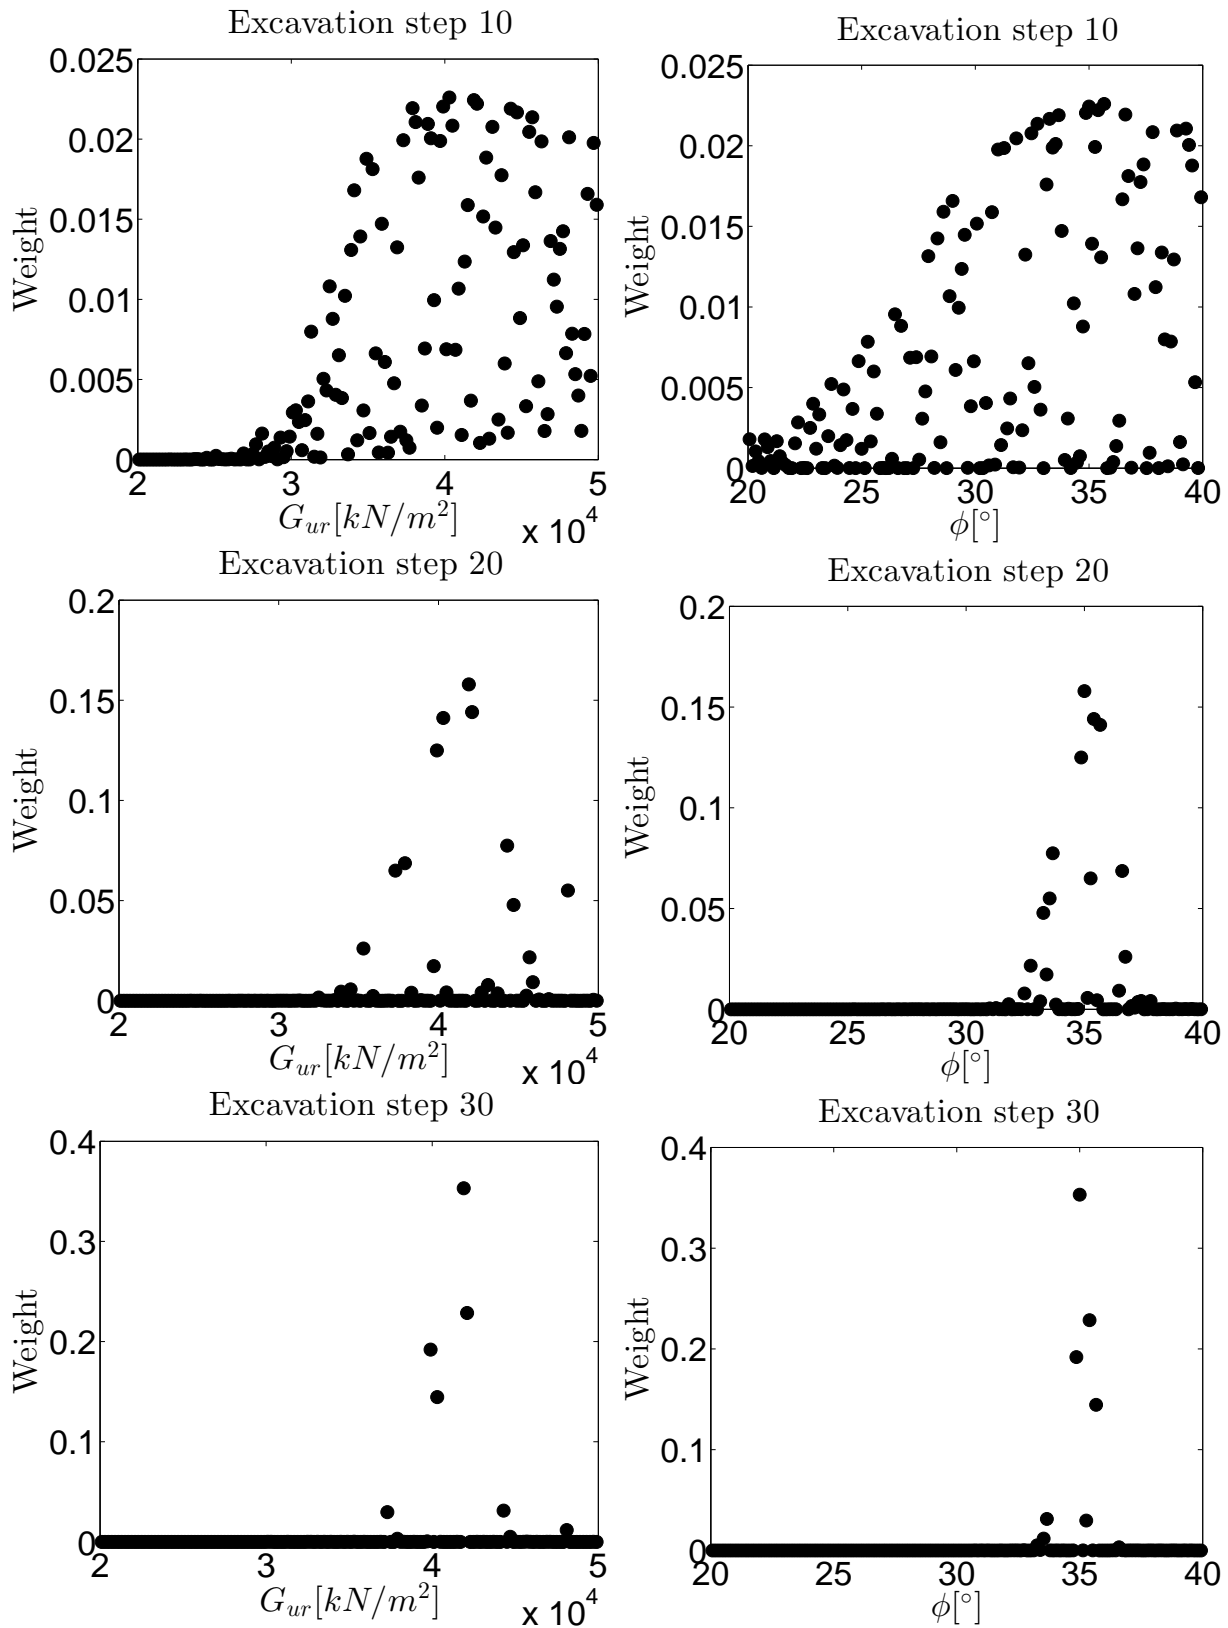 Excavation step 10
0.025
0.02
0.015
0.01
0.005
0
Weight
2 3 4 5
G_{ur}[kN/m^2]
x 10^4
Excavation step 10
0.025
0.02
0.015
0.01
0.005
0
Weight
20 25 30 35 40
ϕ[°]
Excavation step 20
0.2
0.15
0.1
0.05
0
Weight
2 3 4 5
G_{ur}[kN/m^2]
x 10^4
Excavation step 20
0.2
0.15
0.1
0.05
0
Weight
20 25 30 35 40
ϕ[°]
Excavation step 30
0.4
0.3
0.2
0.1
0
Weight
2 3 4 5
G_{ur}[kN/m^2]
x 10^4
Excavation step 30
0.4
0.3
0.2
0.1
0
Weight
20 25 30 35 40
ϕ[°]